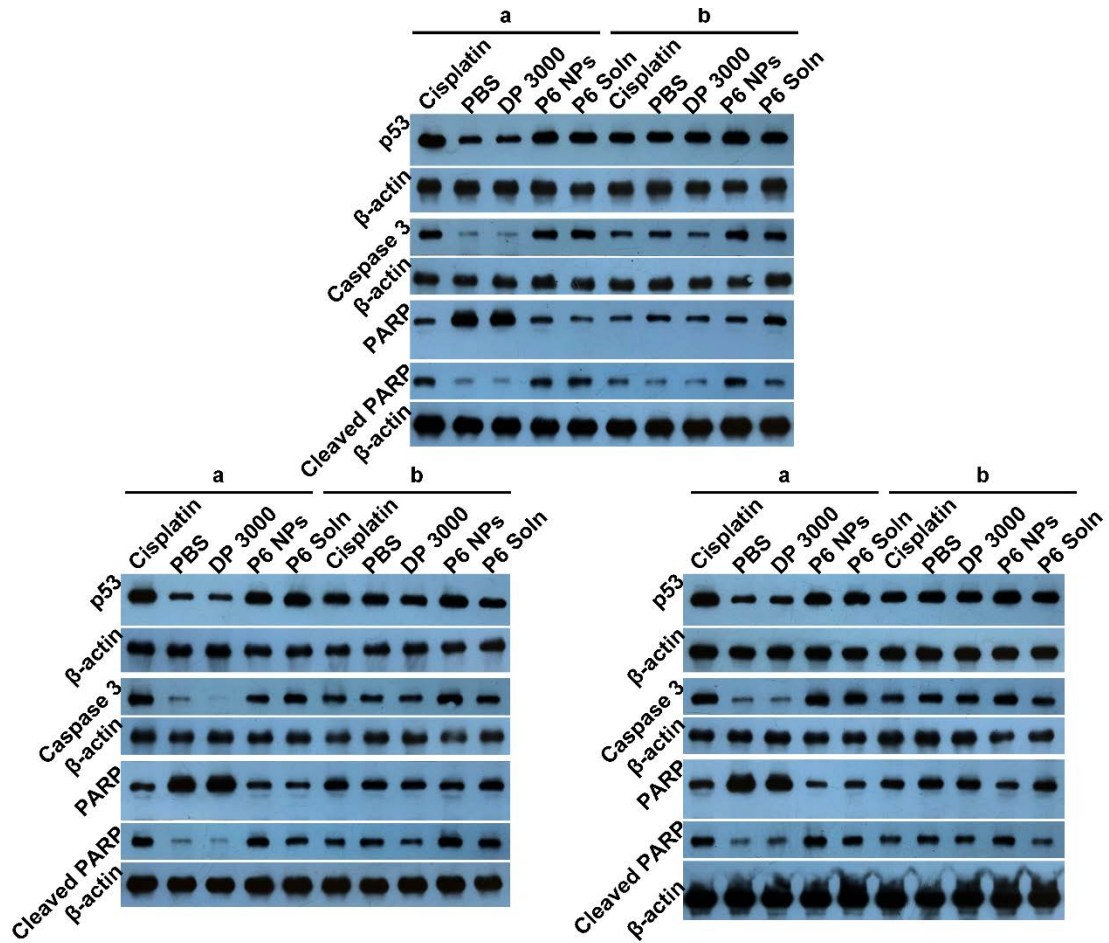 a b
Cisplatin PBS DP 3000 P6 NPs P6 Soln Cisplatin PBS DP 3000 P6 NPs P6 Soln
p53
β-actin
Caspase 3
β-actin
PARP
Cleaved PARP
β-actin
a b
Cisplatin PBS DP 3000 P6 NPs P6 Soln Cisplatin PBS DP 3000 P6 NPs P6 Soln
p53
β-actin
Caspase 3
β-actin
PARP
Cleaved PARP
β-actin
a b
Cisplatin PBS DP 3000 P6 NPs P6 Soln Cisplatin PBS DP 3000 P6 NPs P6 Soln
p53
β-actin
Caspase 3
β-actin
PARP
Cleaved PARP
β-actin